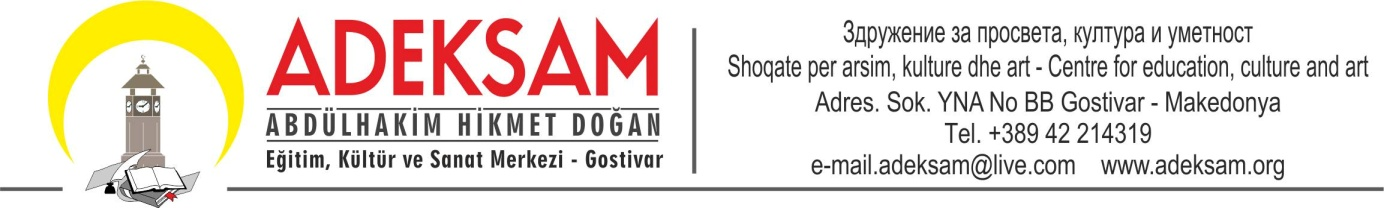 ADEKSAM
ABDÜLHAKİM HİKMET DOĞAN
Eğitim, Kültür ve Sanat Merkezi - Gostivar
Здружение за просвета, култура и уметност
Shoqate per arsim, kulture dhe art - Centre for education, culture and art
Adres. Sok. YNA No BB Gostivar - Makedonya
Tel. +389 42 214319
e-mail.adeksam@live.com www.adeksam.org